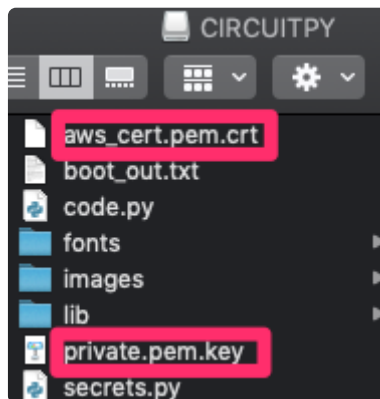 CIRCUITPY
aws_cert.pem.crt
boot_out.txt
code.py
fonts
images
lib
private.pem.key
secrets.py